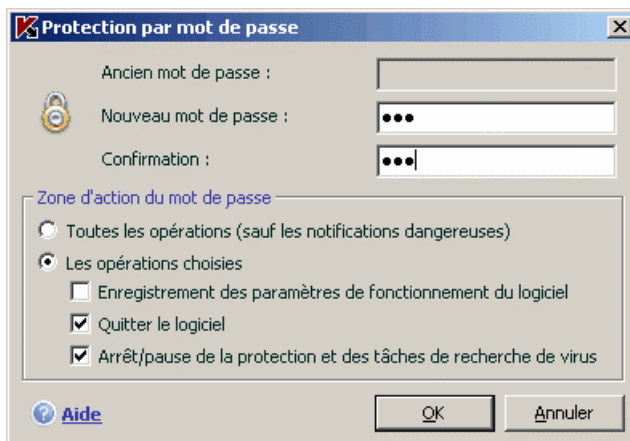 Protection par mot de passe
Ancien mot de passe :
Nouveau mot de passe : •••
Confirmation : •••
Zone d'action du mot de passe
Toutes les opérations (sauf les notifications dangereuses)
Les opérations choisies
Enregistrement des paramètres de fonctionnement du logiciel
Quitter le logiciel
Arrêt/pause de la protection et des tâches de recherche de virus
Aide OK Annuler